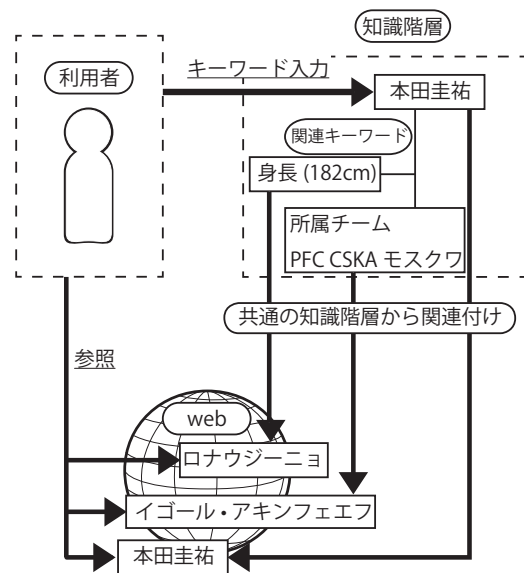 知識階層
利用者
キーワード入力
本田圭祐
関連キーワード
身長 (182cm)
所属チーム
PFC CSKA モスクワ
共通の知識階層から関連付け
参照
web
ロナウジーニョ
イゴール・アキンフェエフ
本田圭祐